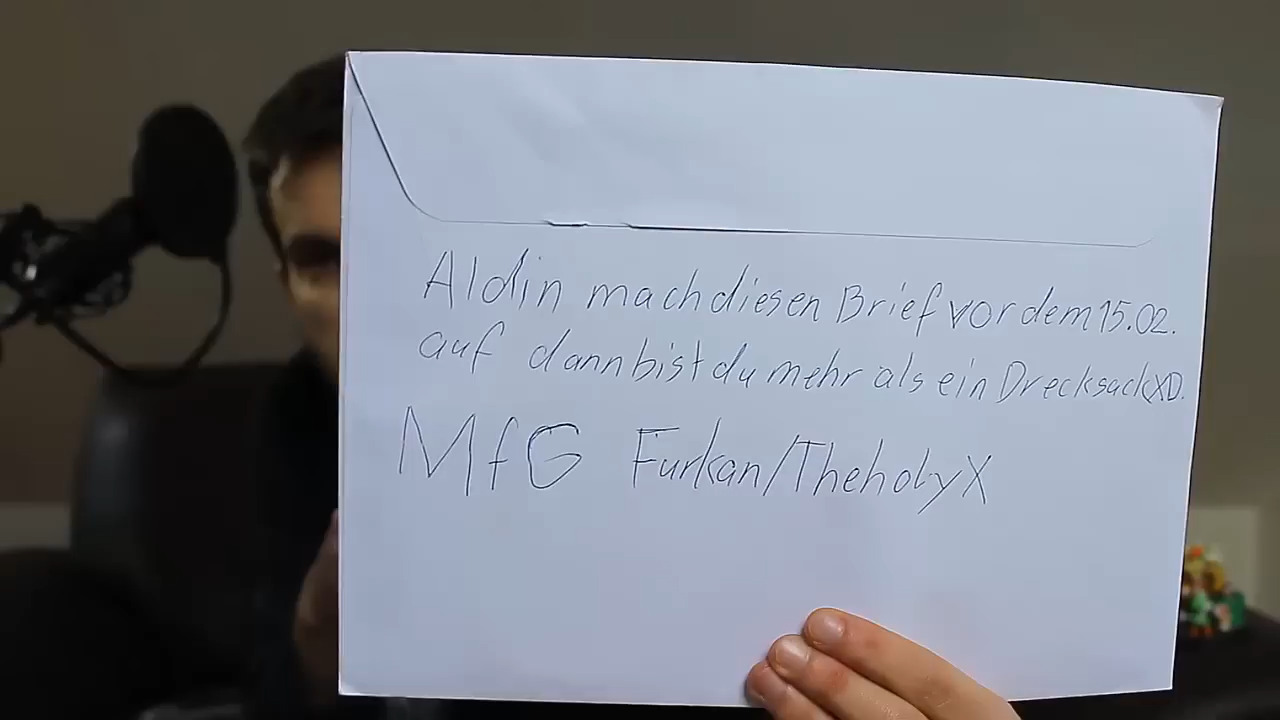 Aldin mach diesen Brief vor dem 15.02.
auf dann bist du mehr als ein Drecksack XD.
MfG Furkan/TheholyX